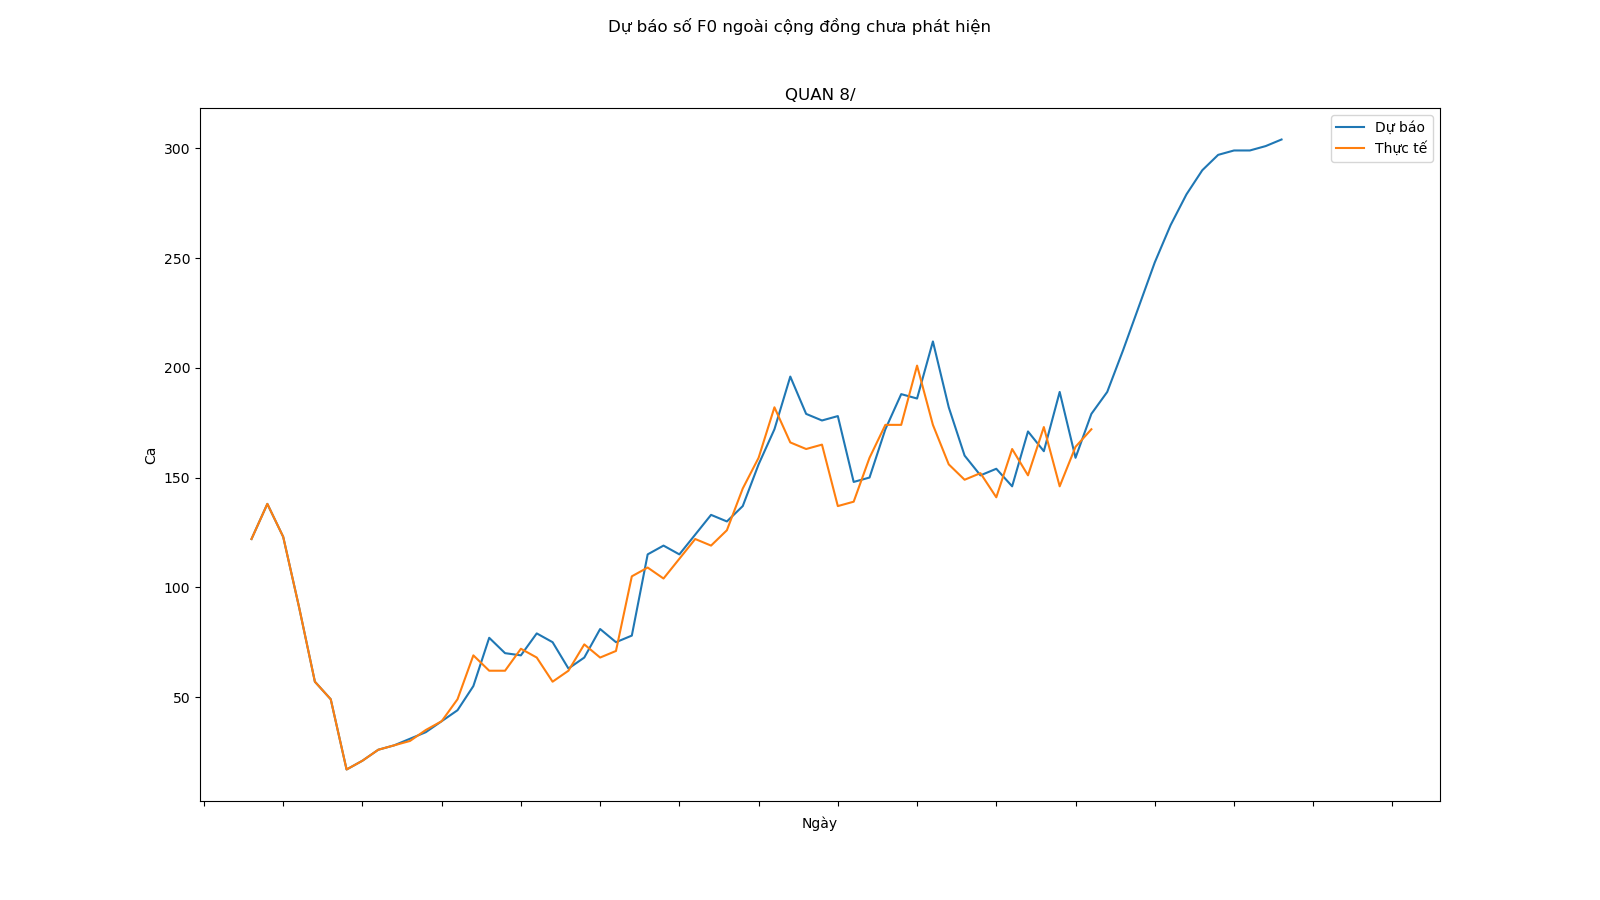 Dự báo số F0 ngoài cộng đồng chưa phát hiện
QUAN 8/
Dự báo
Thực tế
300
250
200
150
100
50
Ca
Ngày